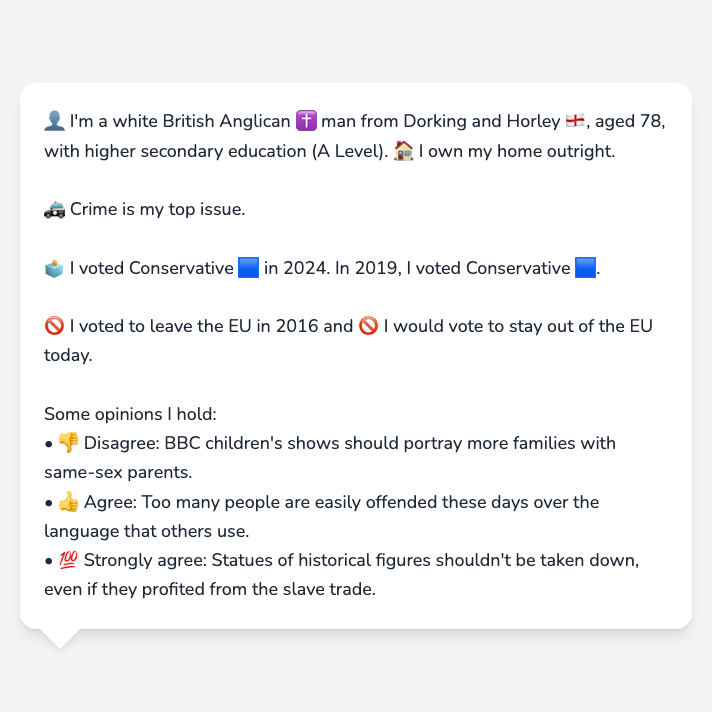 👤 I'm a white British Anglican ✝️ man from Dorking and Horley 🏴󠁧󠁢󠁥󠁮󠁧󠁿, aged 78,
with higher secondary education (A Level). 🏠 I own my home outright.
🚓 Crime is my top issue.
🗳️ I voted Conservative 🟦 in 2024. In 2019, I voted Conservative 🟦.
🚫 I voted to leave the EU in 2016 and 🚫 I would vote to stay out of the EU
today.
Some opinions I hold:
• 👎 Disagree: BBC children's shows should portray more families with
same-sex parents.
• 👍 Agree: Too many people are easily offended these days over the
language that others use.
• 💯 Strongly agree: Statues of historical figures shouldn't be taken down,
even if they profited from the slave trade.